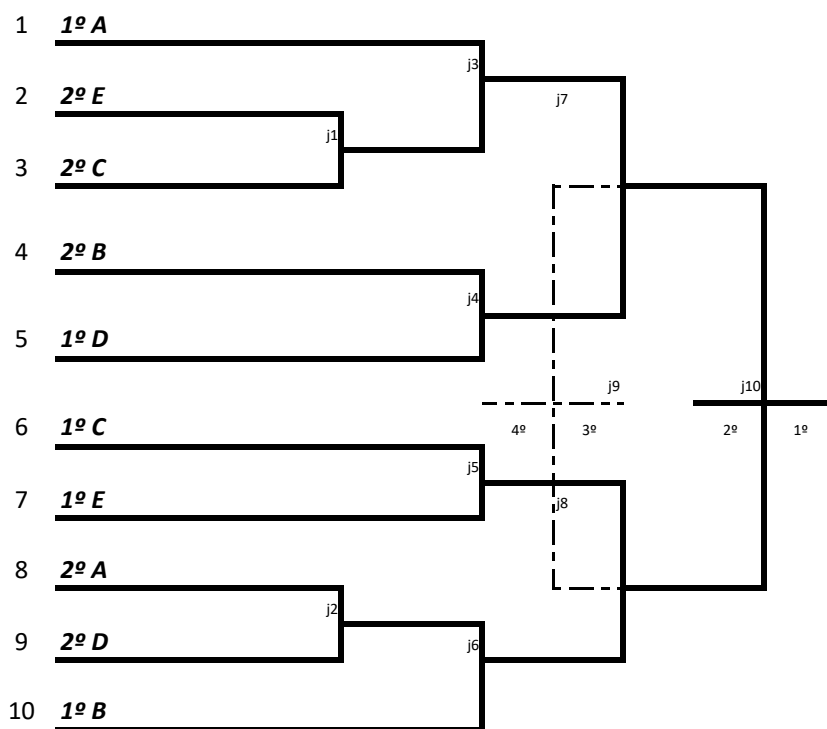 1 1º A
j3
2 2º E
j7
j1
3 2º C
4 2º B
j4
5 1º D
j9 j10
6 1º C
4º 3º 2º 1º
j5
7 1º E
j8
8 2º A
j2
9 2º D
j6
10 1º B